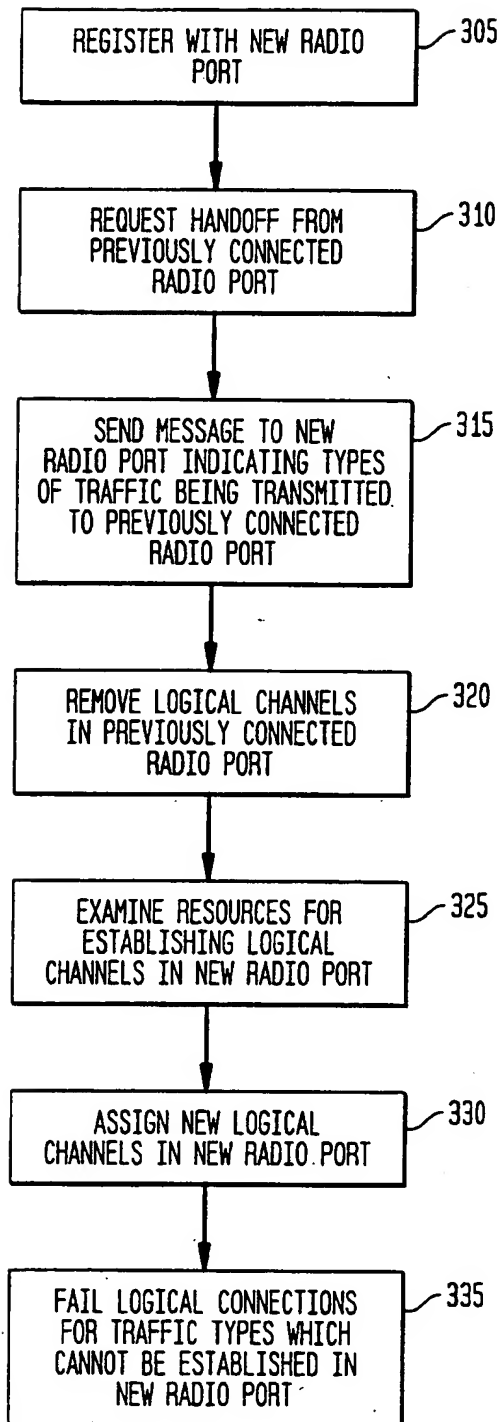 REGISTER WITH NEW RADIO
PORT
305
REQUEST HANDOFF FROM
PREVIOUSLY CONNECTED
RADIO PORT
310
SEND MESSAGE TO NEW
RADIO PORT INDICATING TYPES
OF TRAFFIC BEING TRANSMITTED
TO PREVIOUSLY CONNECTED
RADIO PORT
315
REMOVE LOGICAL CHANNELS
IN PREVIOUSLY CONNECTED
RADIO PORT
320
EXAMINE RESOURCES FOR
ESTABLISHING LOGICAL
CHANNELS IN NEW RADIO PORT
325
ASSIGN NEW LOGICAL
CHANNELS IN NEW RADIO PORT
330
FAIL LOGICAL CONNECTIONS
FOR TRAFFIC TYPES WHICH
CANNOT BE ESTABLISHED IN
NEW RADIO PORT
335